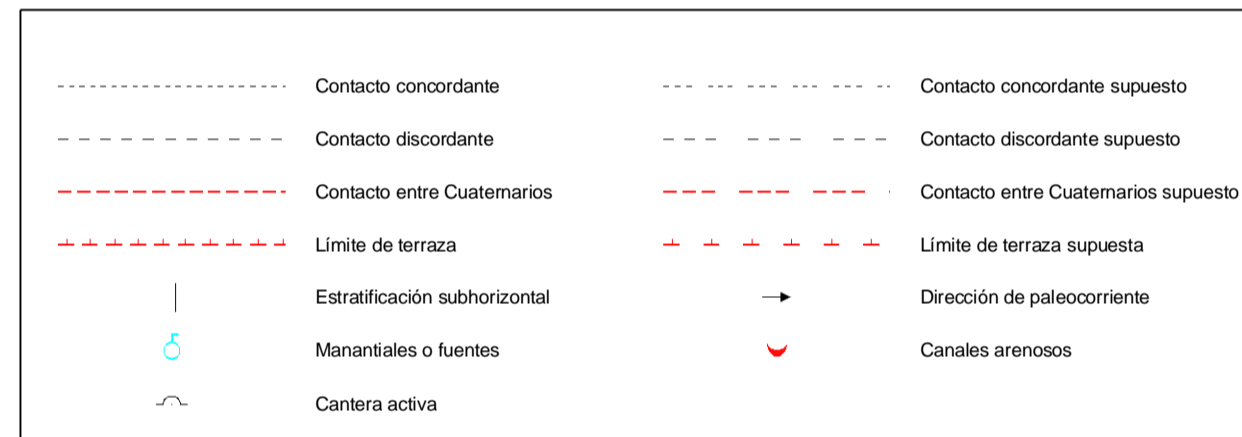 Contacto concordante
Contacto concordante supuesto
Contacto discordante
Contacto discordante supuesto
Contacto entre Cuaternarios
Contacto entre Cuaternarios supuesto
Límite de terraza
Límite de terraza supuesta
Estratificación subhorizontal
Dirección de paleocorriente
Manantiales o fuentes
Canales arenosos
Cantera activa